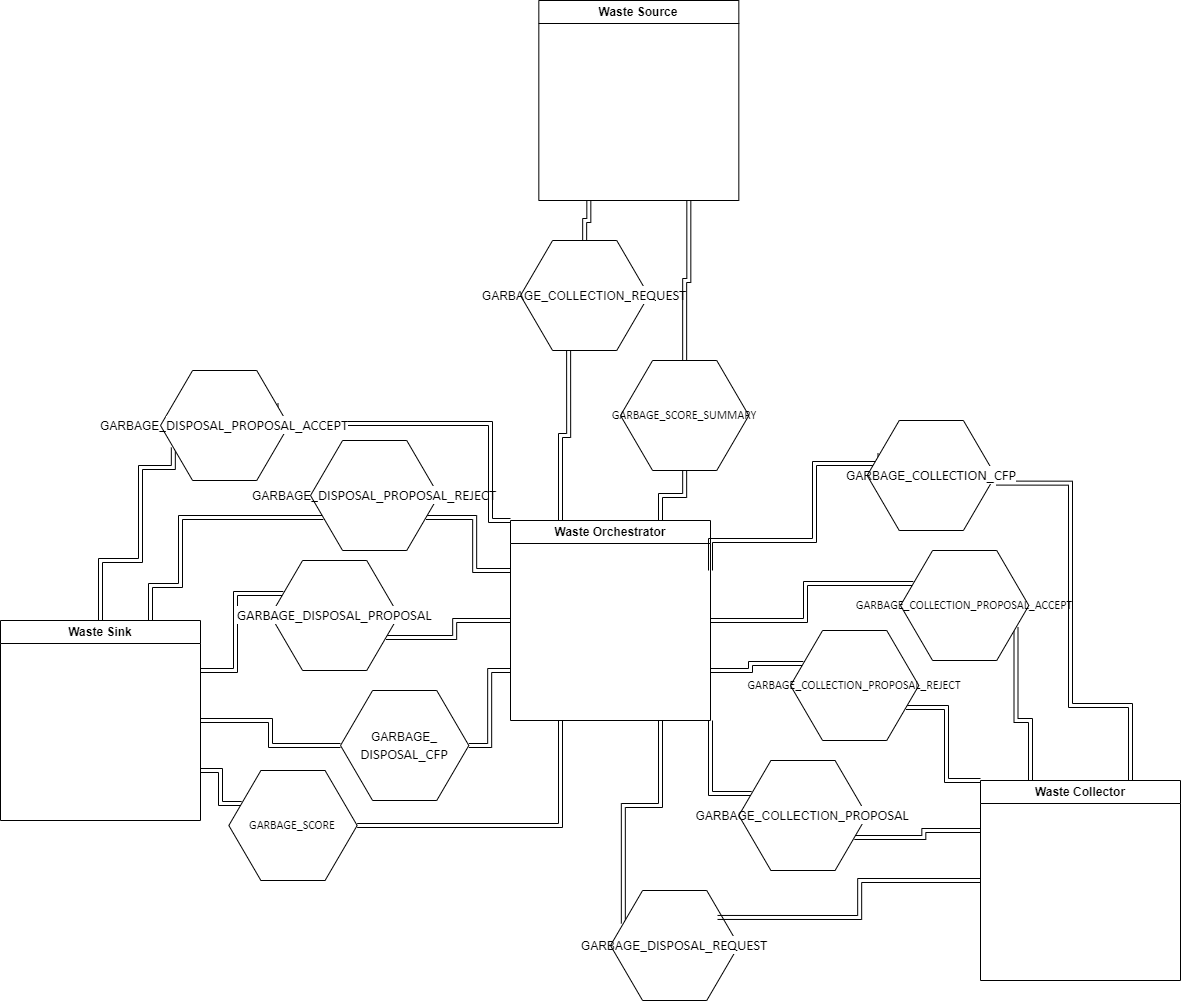 Waste Source
GARBAGE_COLLECTION_REQUEST
GARBAGE_SCORE_SUMMARY
GARBAGE_DISPOSAL_PROPOSAL_ACCEPT
GARBAGE_COLLECTION_CFP
GARBAGE_DISPOSAL_PROPOSAL_REJECT
Waste Orchestrator
GARBAGE_COLLECTION_PROPOSAL_ACCEPT
GARBAGE_DISPOSAL_PROPOSAL
Waste Sink
GARBAGE_COLLECTION_PROPOSAL_REJECT
GARBAGE_
DISPOSAL_CFP
Waste Collector
GARBAGE_COLLECTION_PROPOSAL
GARBAGE_SCORE
GARBAGE_DISPOSAL_REQUEST